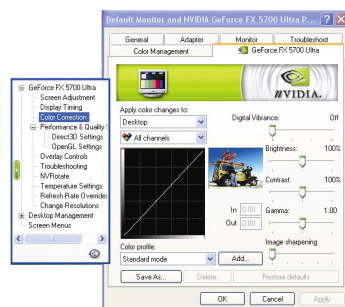 Default Monitor and NVIDIA GeForce FX 5700 Ultra P...
General
Adapter
Monitor
Troubleshoot
Color Management
GeForce FX 5700 Ultra
GeForce FX 5700 Ultra
Screen Adjustment
Display Timing
Color Correction
Performance & Quality S
Direct3D Settings
OpenGL Settings
Overlay Controls
Troubleshooting
NVRotate
Temperature Settings
Refresh Rate Overrides
Change Resolutions
Desktop Management
Screen Menus
NVIDIA.
Apply color changes to:
Desktop
All channels
Digital Vibrance:
Off
Brightness:
100%
Contrast:
100%
In 0.00
Gamma:
1.00
Out 0.00
Image sharpening
Color profile:
Standard mode
Add...
Save As...
Delete
Restore defaults
OK
Cancel
Apply